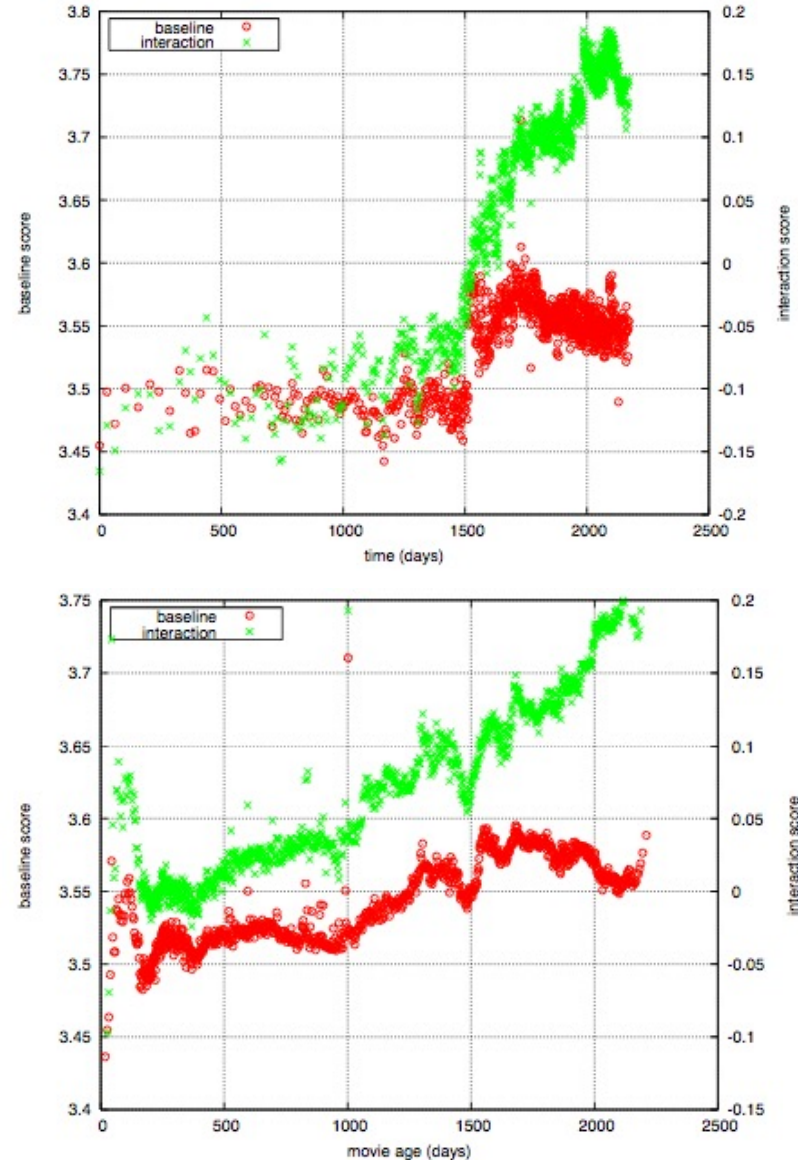 3.8
3.75
3.7
3.65
3.6
3.55
3.5
3.45
3.4
baseline score
baseline
interaction
0.2
0.15
0.1
0.05
0
-0.05
-0.1
-0.15
-0.2
interaction score
0 500 1000 1500 2000 2500
time (days)
3.75
3.7
3.65
3.6
3.55
3.5
3.45
3.4
baseline score
baseline
interaction
0.2
0.15
0.1
0.05
0
-0.05
-0.1
-0.15
interaction score
0 500 1000 1500 2000 2500
movie age (days)